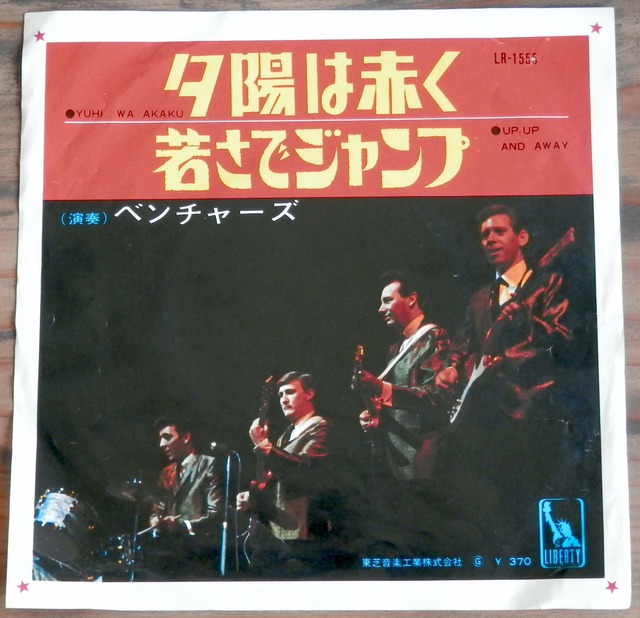 LR-1555
夕陽は赤く
●YUHI WA AKAKU
若さでジャンプ
●UP, UP
AND AWAY
(演奏) ベンチャーズ
LIBERTY
東芝音楽工業株式会社 Ⓖ ¥ 370